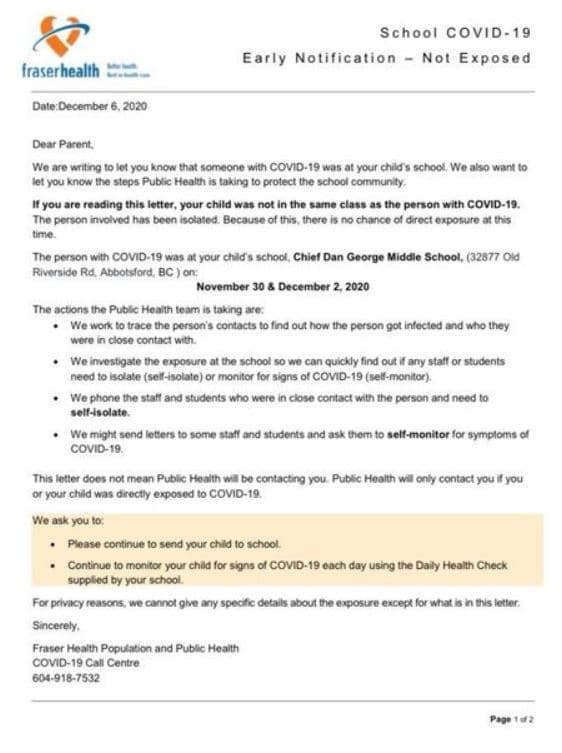 School COVID-19
Early Notification – Not Exposed
fraserhealth
Better health.
Best in health care.
Date:December 6, 2020
Dear Parent,
We are writing to let you know that someone with COVID-19 was at your child's school. We also want to
let you know the steps Public Health is taking to protect the school community.
If you are reading this letter, your child was not in the same class as the person with COVID-19.
The person involved has been isolated. Because of this, there is no chance of direct exposure at this
time.
The person with COVID-19 was at your child's school, Chief Dan George Middle School, (32877 Old
Riverside Rd, Abbotsford, BC ) on:
November 30 & December 2, 2020
The actions the Public Health team is taking are:
• We work to trace the person's contacts to find out how the person got infected and who they
were in close contact with.
• We investigate the exposure at the school so we can quickly find out if any staff or students
need to isolate (self-isolate) or monitor for signs of COVID-19 (self-monitor).
• We phone the staff and students who were in close contact with the person and need to
self-isolate.
• We might send letters to some staff and students and ask them to self-monitor for symptoms of
COVID-19.
This letter does not mean Public Health will be contacting you. Public Health will only contact you if you
or your child was directly exposed to COVID-19.
We ask you to:
• Please continue to send your child to school.
• Continue to monitor your child for signs of COVID-19 each day using the Daily Health Check
supplied by your school.
For privacy reasons, we cannot give any specific details about the exposure except for what is in this letter.
Sincerely,
Fraser Health Population and Public Health
COVID-19 Call Centre
604-918-7532
Page 1 of 2